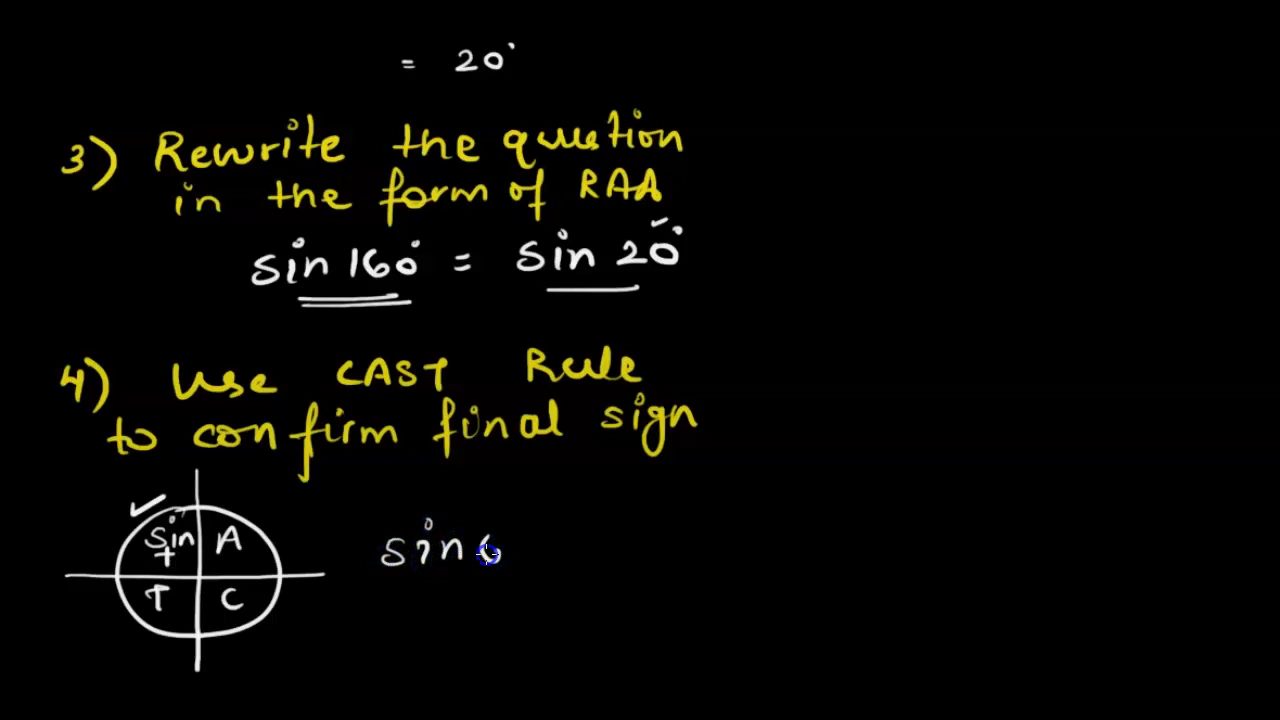 = 20°
3) Rewrite the question
in the form of RAA
sin 160° = sin 20°
4) Use CAST Rule
to confirm final sign
Sin A
+
T C
sin